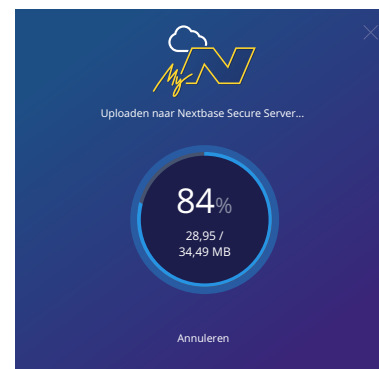 My N
Uploaden naar Nextbase Secure Server...
84%
28,95 /
34,49 MB
Annuleren